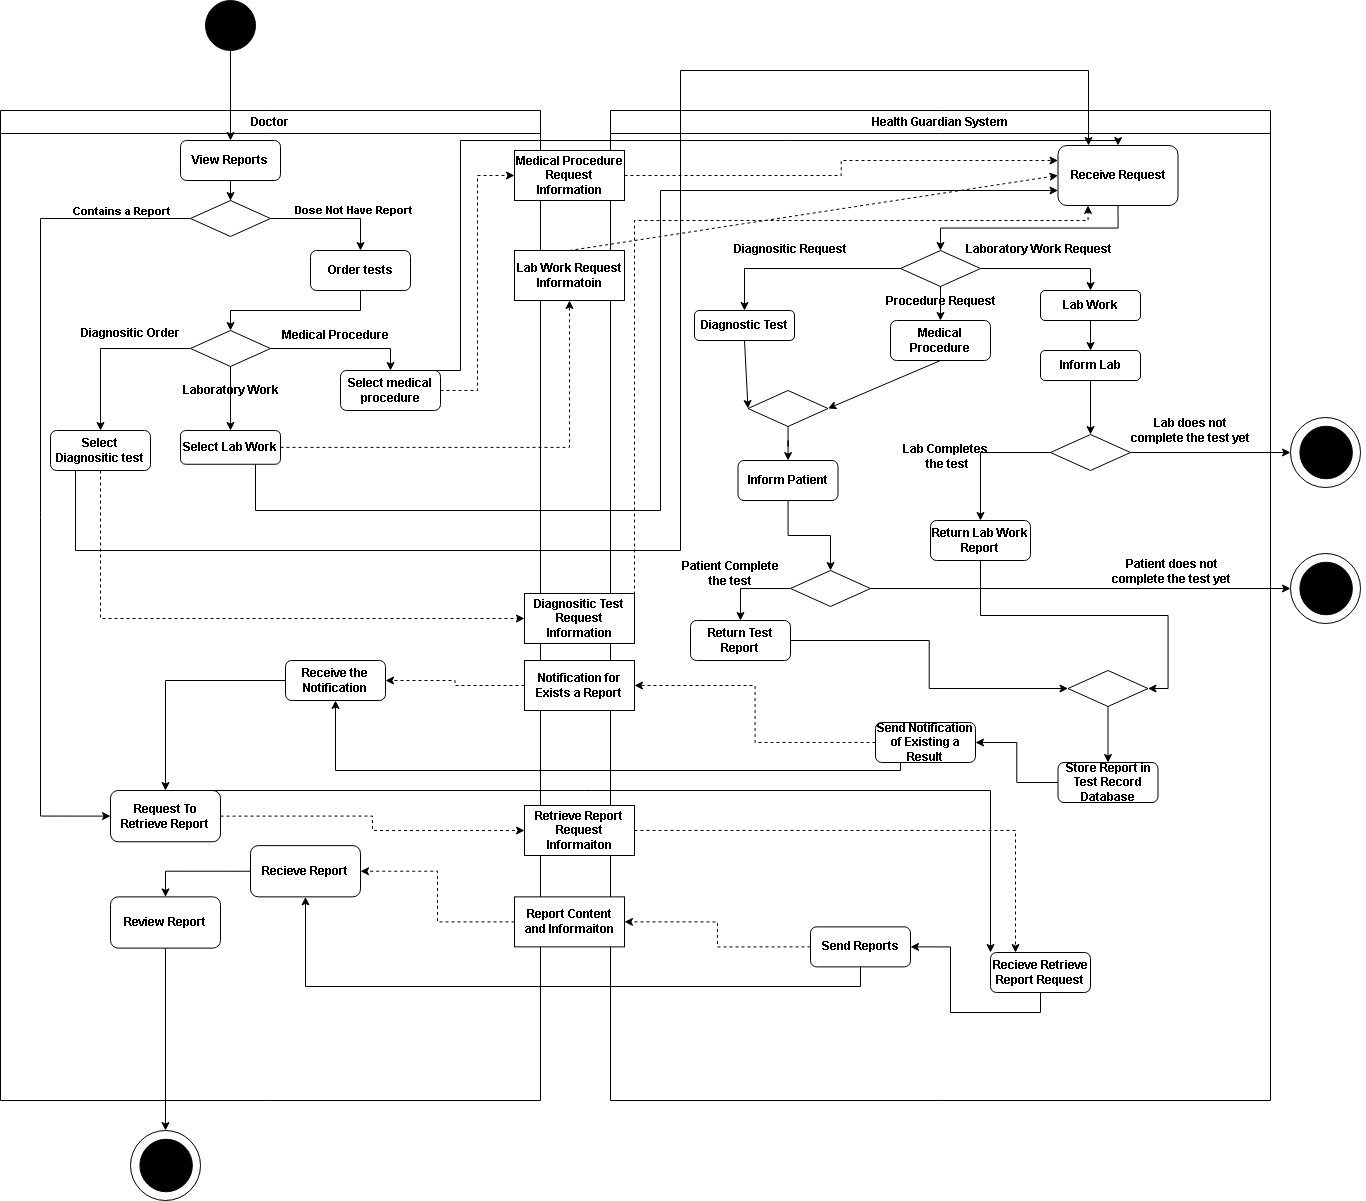 Doctor
Health Guardian System
View Reports
Medical Procedure
Request
Information
Receive Request
Contains a Report
Dose Not Have Report
Diagnositic Request
Laboratory Work Request
Order tests
Lab Work Request
Informatoin
Procedure Request
Lab Work
Diagnositic Order
Medical Procedure
Diagnostic Test
Medical
Procedure
Inform Lab
Laboratory Work
Select medical
procedure
Select
Diagnositic test
Select Lab Work
Lab Completes
the test
Lab does not
complete the test yet
Inform Patient
Return Lab Work
Report
Patient Complete
the test
Patient does not
complete the test yet
Diagnositic Test
Request
Information
Return Test
Report
Receive the
Notification
Notification for
Exists a Report
Send Notification
of Existing a
Result
Store Report in
Test Record
Database
Request To
Retrieve Report
Retrieve Report
Request
Informaiton
Recieve Report
Review Report
Report Content
and Informaiton
Send Reports
Recieve Retrieve
Report Request